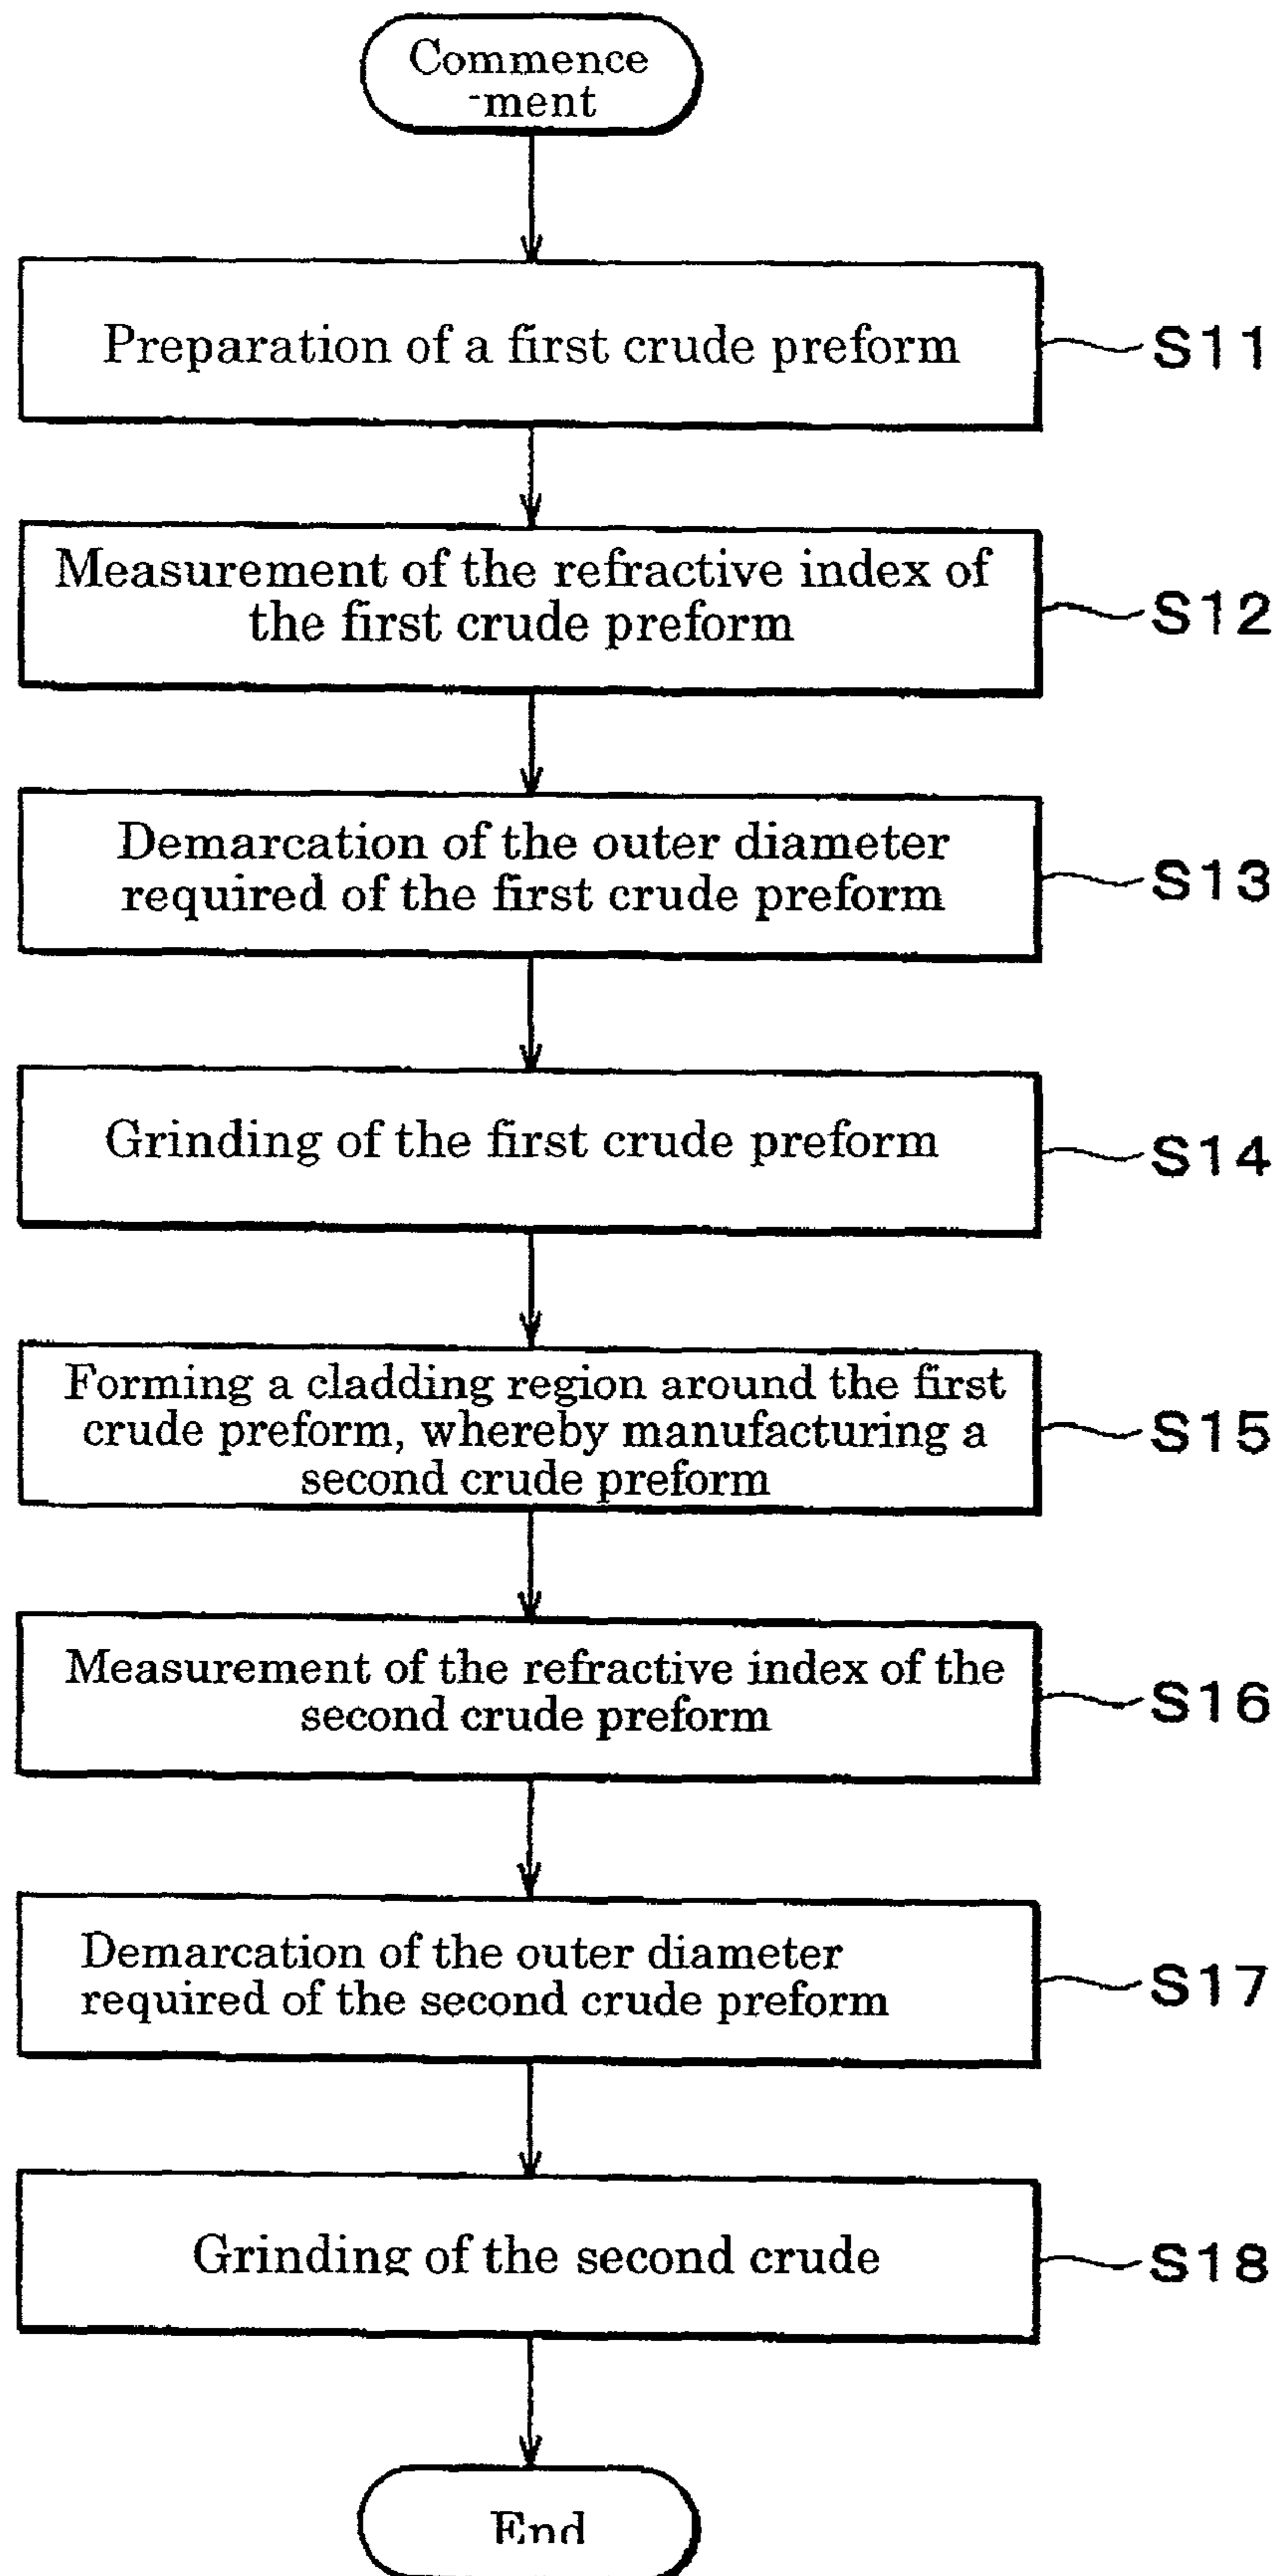 Commence
-ment
Preparation of a first crude preform
S11
Measurement of the refractive index of
the first crude preform
S12
Demarcation of the outer diameter
required of the first crude preform
S13
Grinding of the first crude preform
S14
Forming a cladding region around the first
crude preform, whereby manufacturing a
second crude preform
S15
Measurement of the refractive index of the
second crude preform
S16
Demarcation of the outer diameter
required of the second crude preform
S17
Grinding of the second crude
S18
End